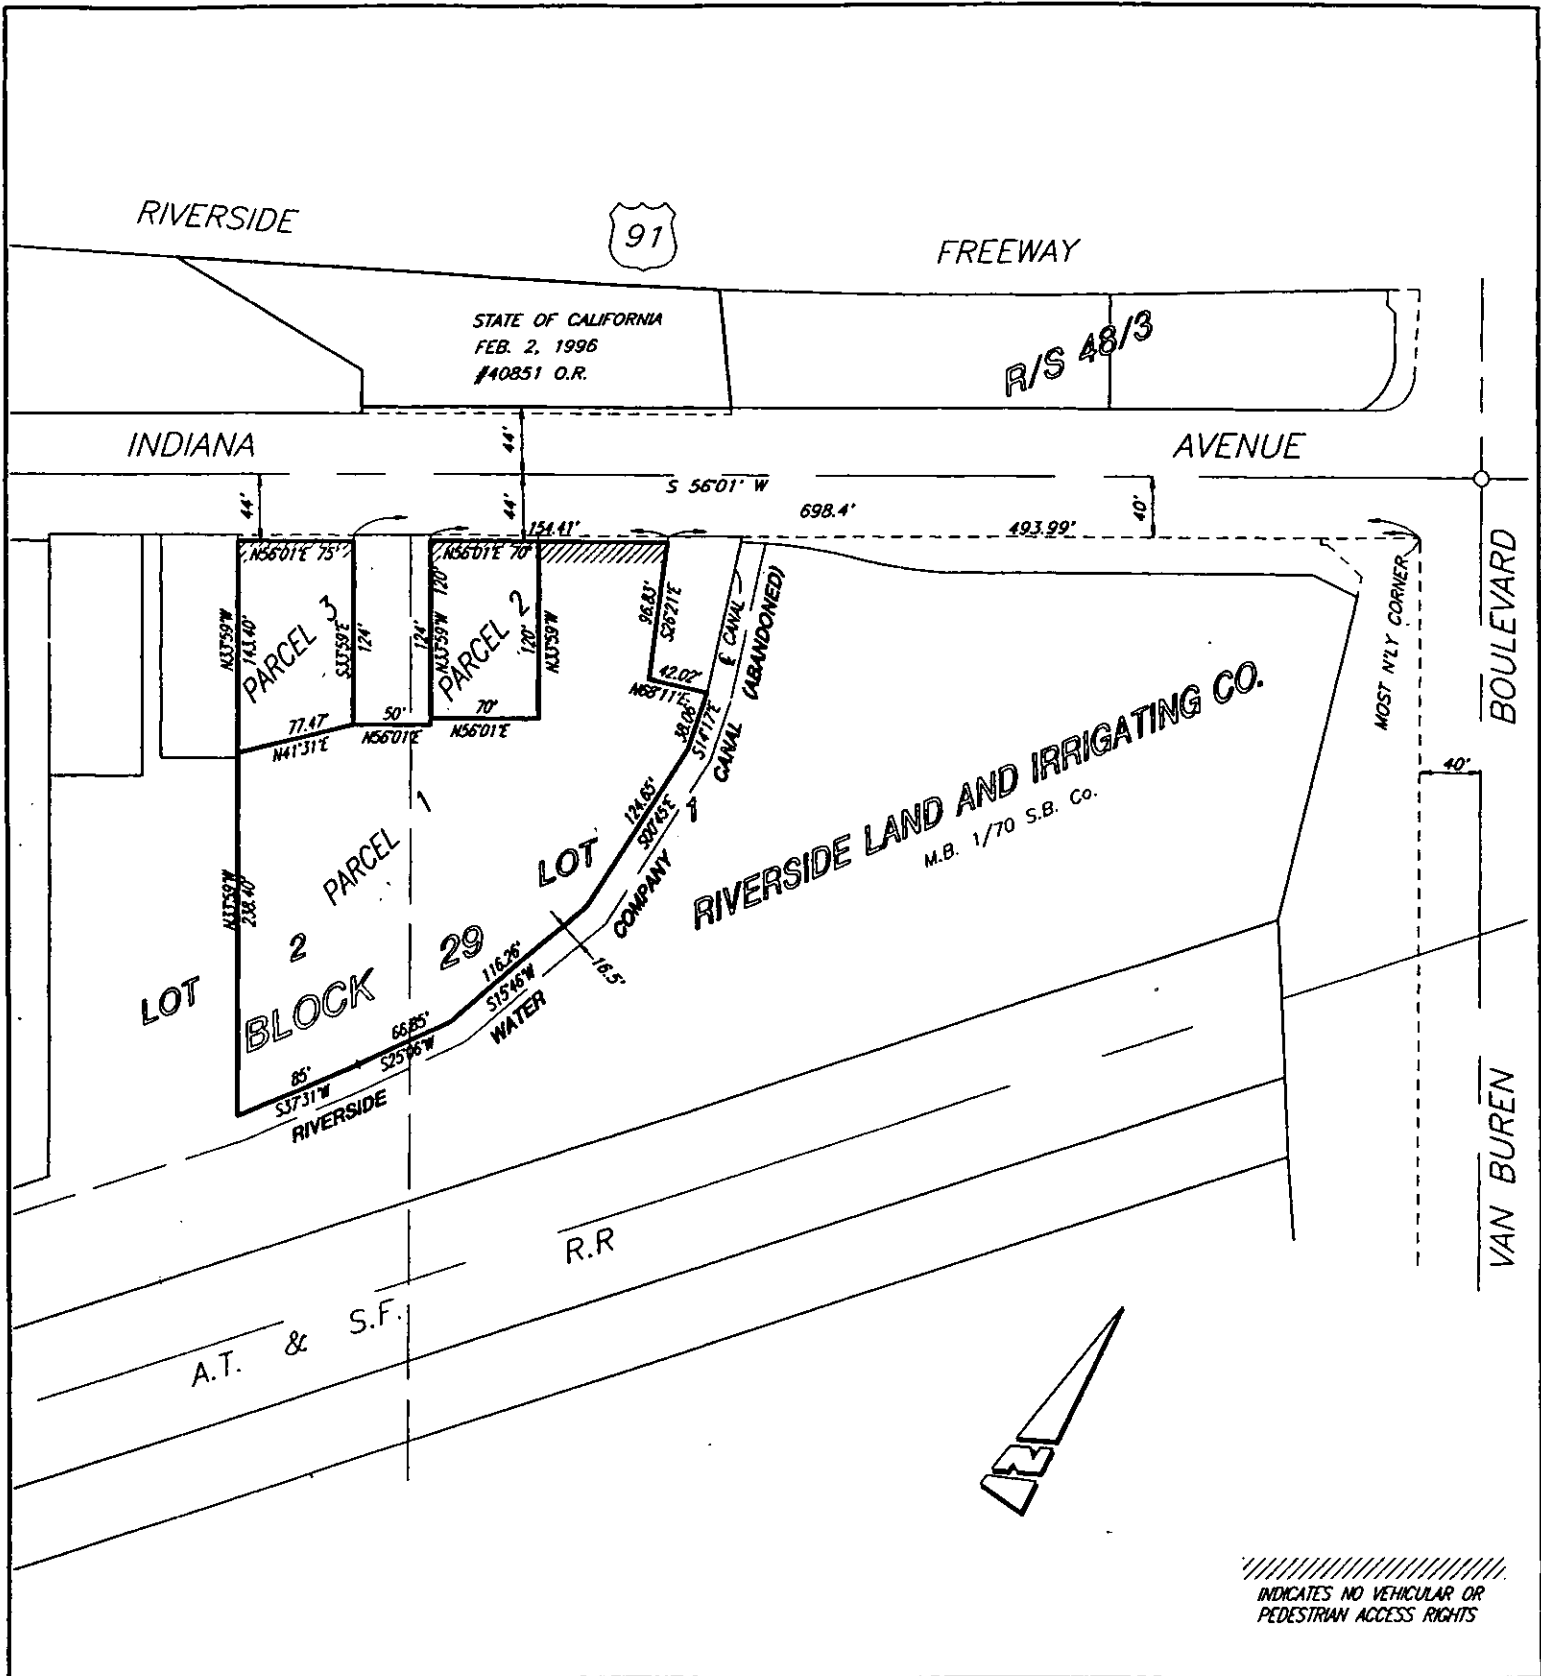 RIVERSIDE
91
FREEWAY
STATE OF CALIFORNIA
FEB. 2, 1996
#40851 O.R.
R/S 48/3
INDIANA
AVENUE
44'
44'
44'
S 56°01' W
698.4'
40'
154.41'
493.99'
N56°01'E 75'
N56°01'E 70'
N33°59'W
143.40'
PARCEL 3
S33°59'E
124'
124'
N33°59'W
120'
PARCEL 2
120'
N33°59'W
96.83'
S26°21'E
42.02'
N68°11'E
38.06'
S14°17'E
℄ CANAL
CANAL (ABANDONED)
MOST N'LY CORNER
BOULEVARD
40'
77.47'
N41°31'E
50'
N56°01'E
70'
N56°01'E
PARCEL 1
124.65'
S00°45'E
LOT 1
COMPANY
RIVERSIDE LAND AND IRRIGATING CO.
M.B. 1/70 S.B. Co.
N33°59'W
238.40'
LOT 2
BLOCK 29
116.26'
S15°46'W
16.5'
WATER
66.85'
S25°06'W
85'
S37°31'W
RIVERSIDE
VAN BUREN
A.T. & S.F. R.R
N
INDICATES NO VEHICULAR OR
PEDESTRIAN ACCESS RIGHTS